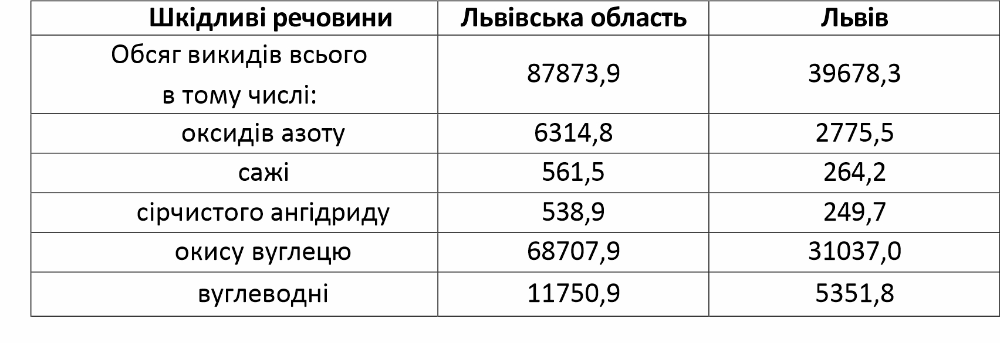 Шкідливі речовини Львівська область Львів
Обсяг викидів всього
в тому числі: 87873,9 39678,3
оксидів азоту 6314,8 2775,5
сажі 561,5 264,2
сірчистого ангідриду 538,9 249,7
окису вуглецю 68707,9 31037,0
вуглеводні 11750,9 5351,8